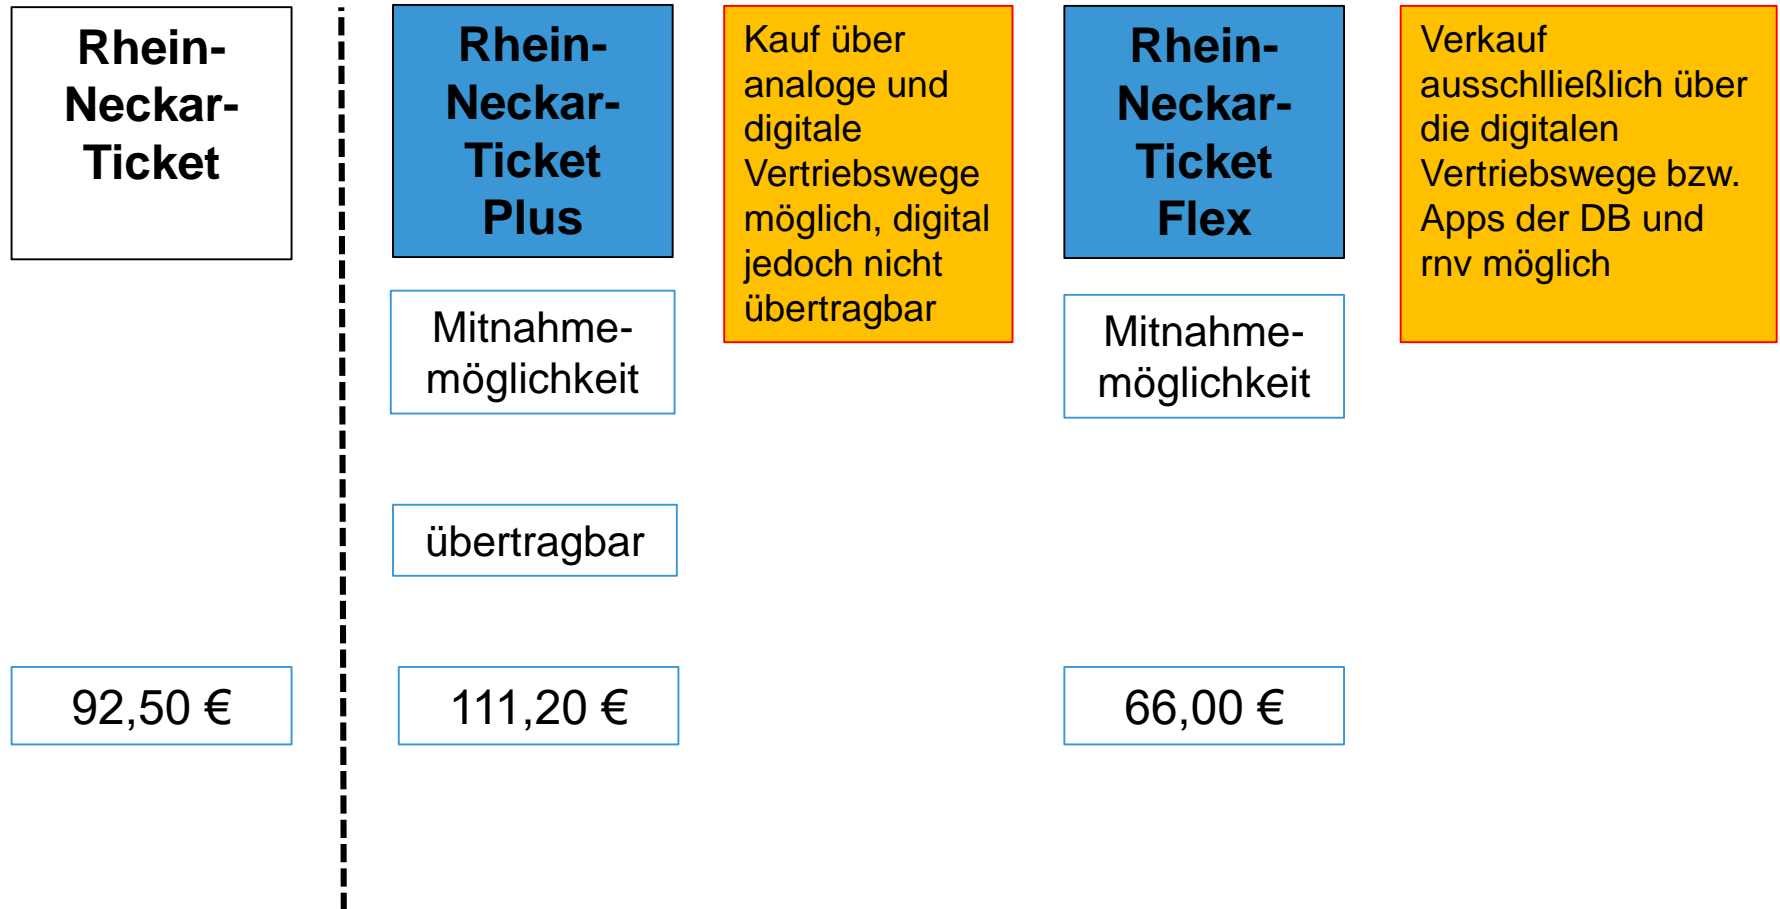 Rhein-
Neckar-
Ticket
Rhein-
Neckar-
Ticket
Plus
Kauf über
analoge und
digitale
Vertriebswege
möglich, digital
jedoch nicht
übertragbar
Rhein-
Neckar-
Ticket
Flex
Verkauf
ausschlließlich über
die digitalen
Vertriebswege bzw.
Apps der DB und
rnv möglich
Mitnahme-
möglichkeit
Mitnahme-
möglichkeit
übertragbar
92,50 €
111,20 €
66,00 €